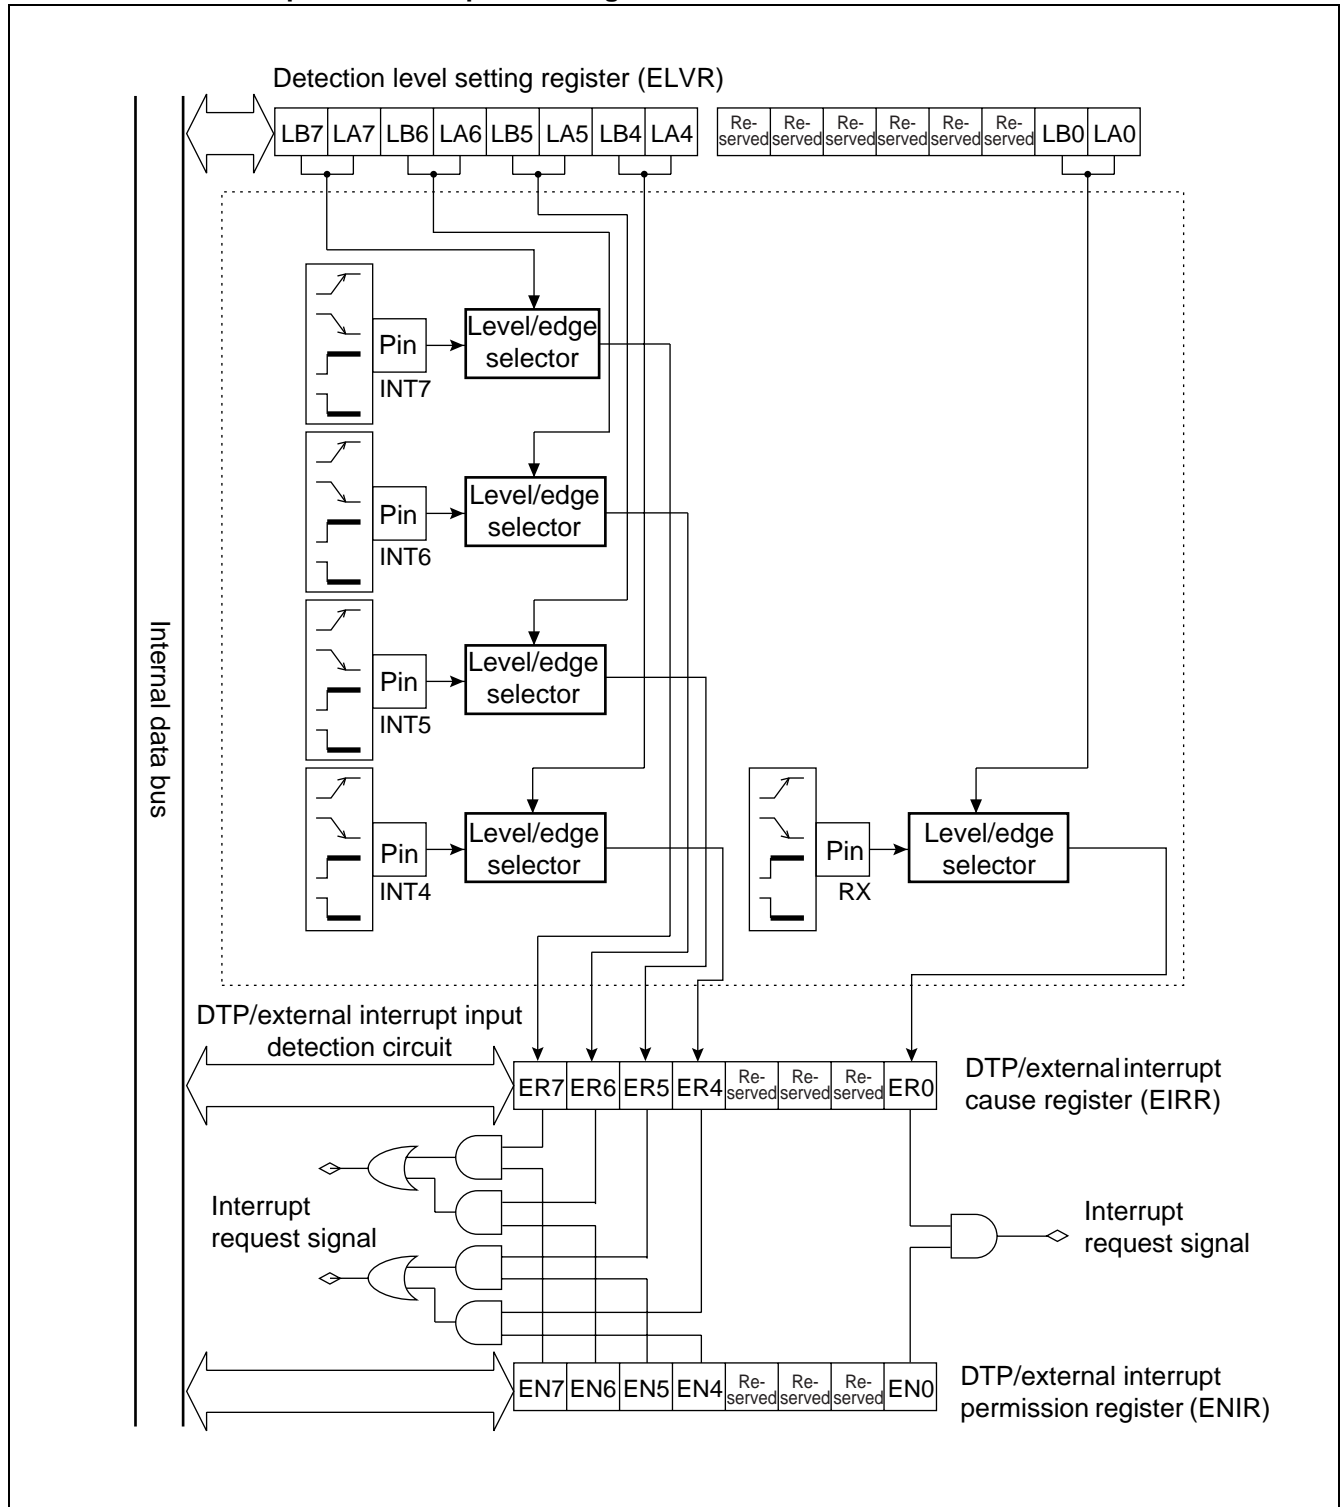 Detection level setting register (ELVR)
LB7 LA7 LB6 LA6 LB5 LA5 LB4 LA4 Re-served Re-served Re-served Re-served Re-served Re-served LB0 LA0
Pin
INT7
Level/edge
selector
Pin
INT6
Level/edge
selector
Pin
INT5
Level/edge
selector
Pin
INT4
Level/edge
selector
Pin
RX
Level/edge
selector
Internal data bus
DTP/external interrupt input
detection circuit
ER7 ER6 ER5 ER4 Re-served Re-served Re-served ER0
DTP/external interrupt
cause register (EIRR)
Interrupt
request signal
Interrupt
request signal
EN7 EN6 EN5 EN4 Re-served Re-served Re-served EN0
DTP/external interrupt
permission register (ENIR)